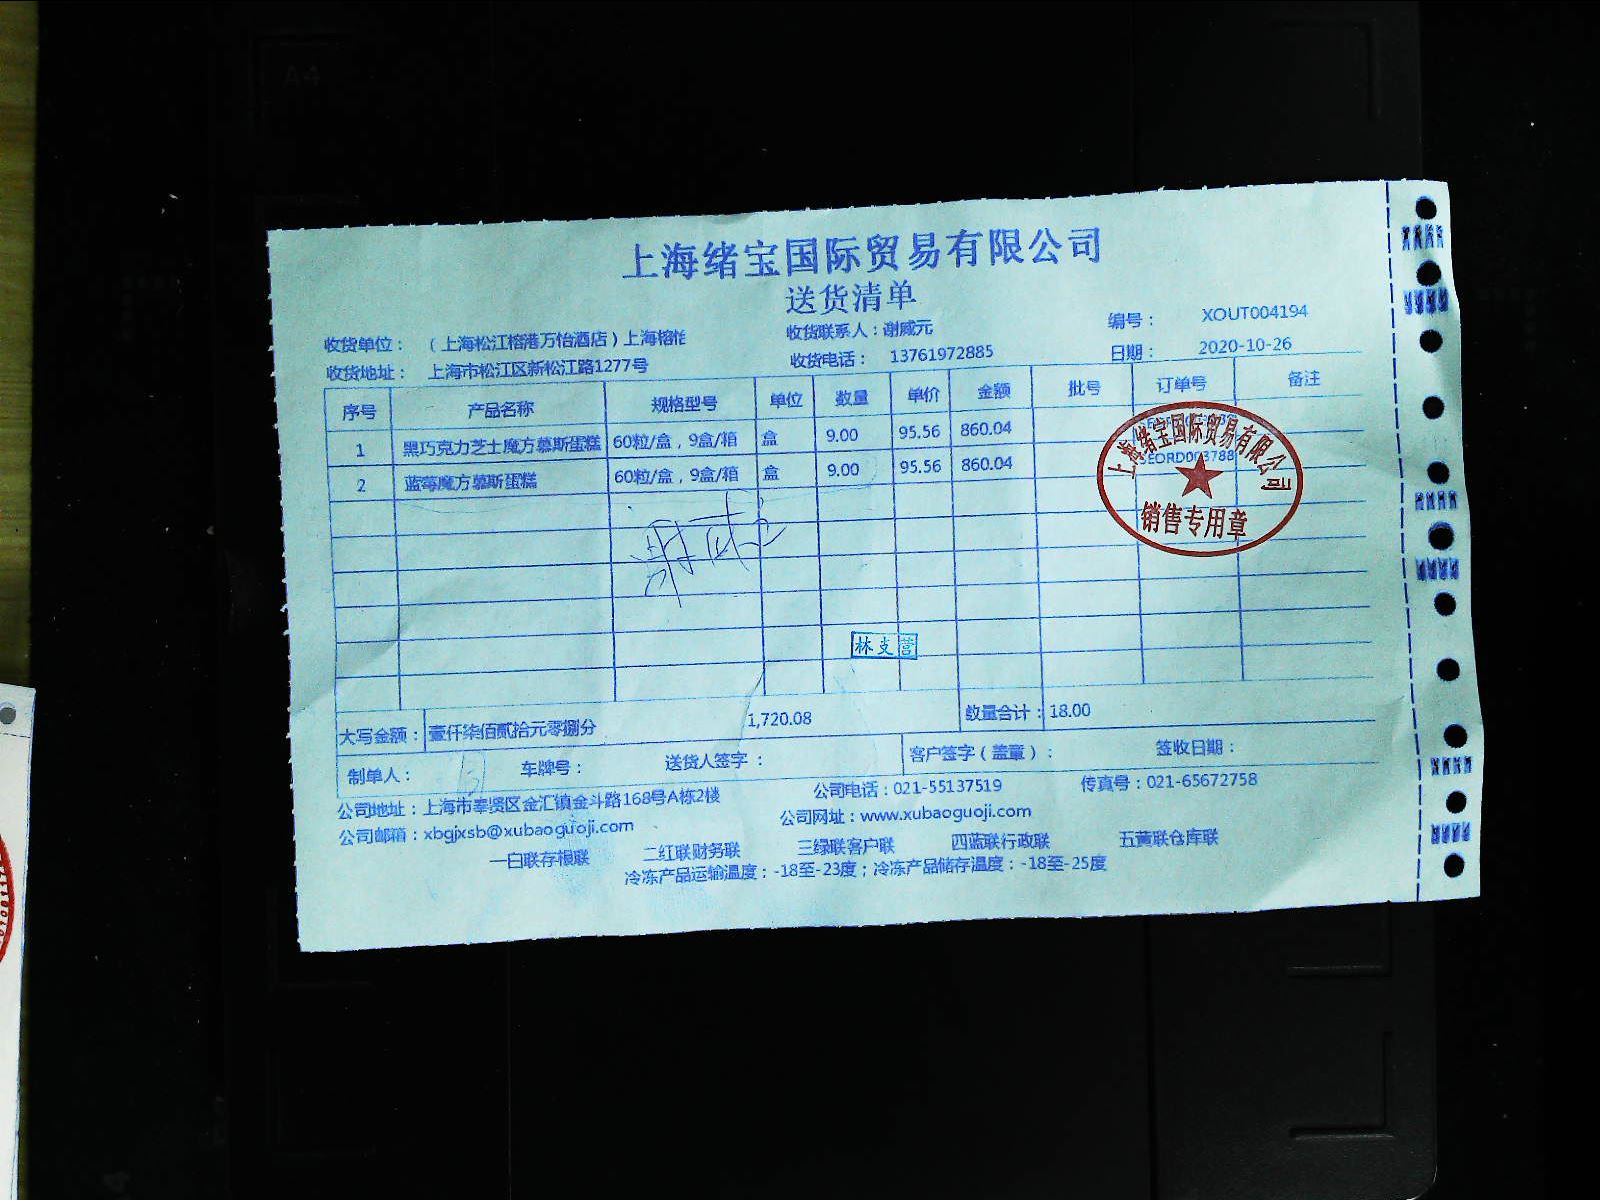 A4
上海绪宝国际贸易有限公司
送货清单
收货单位： （上海松江榕港万怡酒店）上海榕怡 收货联系人：谢威元 编号： XOUT004194
收货地址： 上海市松江区新松江路1277号 收货电话： 13761972885 日期： 2020-10-26
序号 产品名称 规格型号 单位 数量 单价 金额 批号 订单号 备注
1 黑巧克力芝士魔方慕斯蛋糕 60粒/盒，9盒/箱 盒 9.00 95.56 860.04
2 蓝莓魔方慕斯蛋糕 60粒/盒，9盒/箱 盒 9.00 95.56 860.04 SEORD003788
上海绪宝国际贸易有限公司
销售专用章
林支营
大写金额： 壹仟柒佰贰拾元零捌分 1,720.08 数量合计： 18.00
制单人： 车牌号： 送货人签字： 客户签字（盖章）： 签收日期：
公司地址：上海市奉贤区金汇镇金斗路168号A栋2楼 公司电话：021-55137519 传真号：021-65672758
公司邮箱：xbgjxsb@xubaoguoji.com 公司网址：www.xubaoguoji.com
一白联存根联 二红联财务联 三绿联客户联 四蓝联行政联 五黄联仓库联
冷冻产品运输温度：-18至-23度；冷冻产品储存温度：-18至-25度